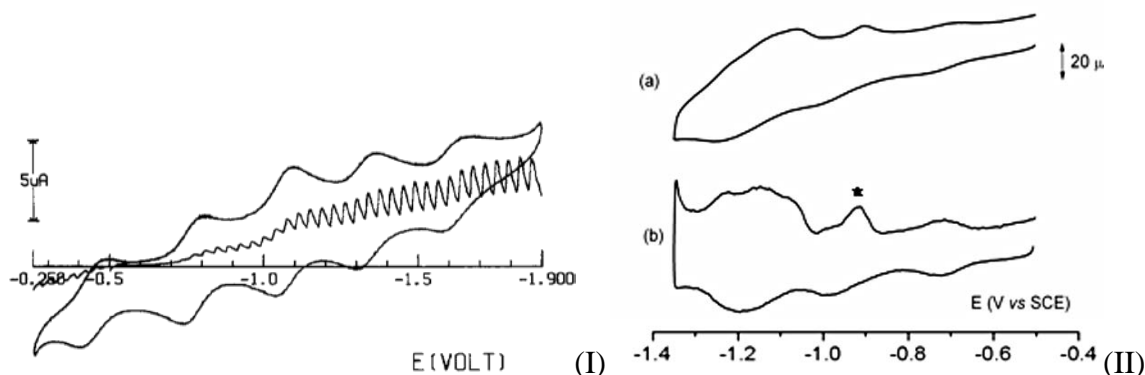 5uA
-0.258 -0.5 -1.0 -1.5 -1.900
E(VOLT)
(I)
(a)
20 μ
(b)
*
E (V vs SCE)
-1.4 -1.2 -1.0 -0.8 -0.6 -0.4
(II)